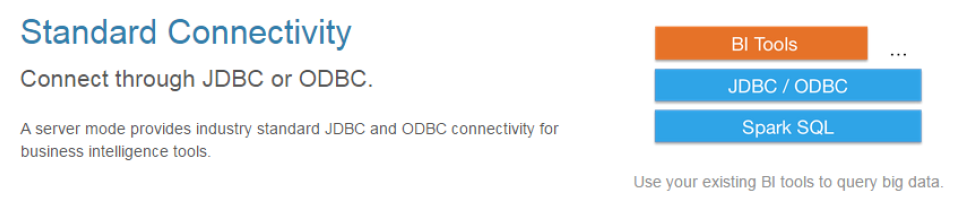 Standard Connectivity
Connect through JDBC or ODBC.
A server mode provides industry standard JDBC and ODBC connectivity for
business intelligence tools.
BI Tools
...
JDBC / ODBC
Spark SQL
Use your existing BI tools to query big data.